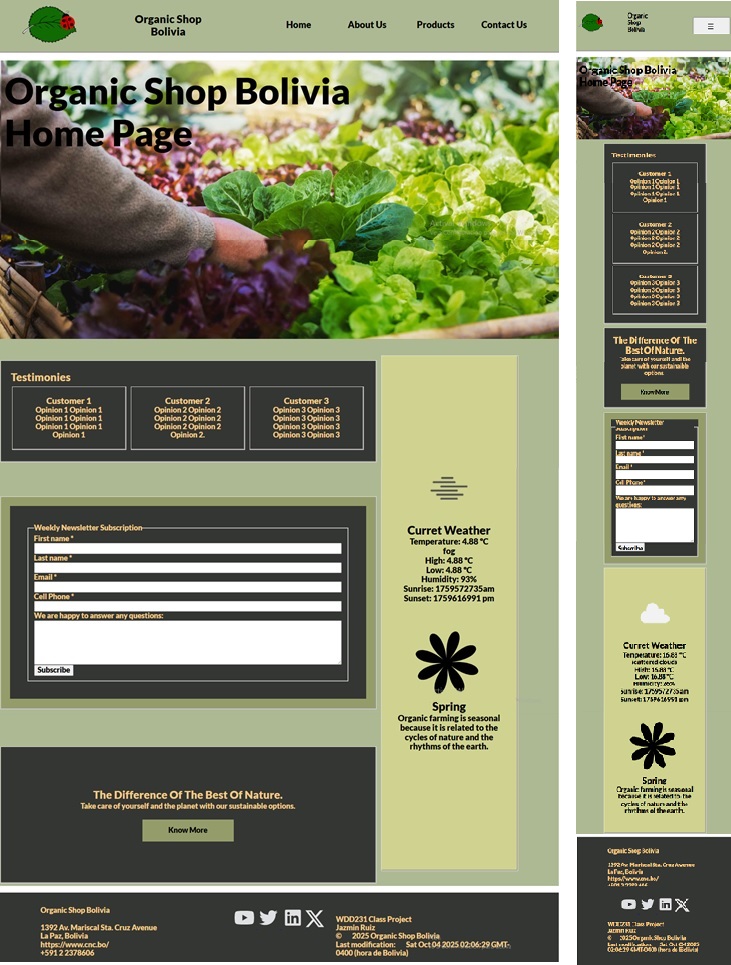 Organic Shop
Bolivia
Home
About Us
Products
Contact Us
Organic Shop Bolivia
Home Page
Testimonies
Customer 1
Opinion 1 Opinion 1
Opinion 1 Opinion 1
Opinion 1 Opinion 1
Opinion 1
Customer 2
Opinion 2 Opinion 2
Opinion 2 Opinion 2
Opinion 2 Opinion 2
Opinion 2.
Customer 3
Opinion 3 Opinion 3
Opinion 3 Opinion 3
Opinion 3 Opinion 3
Opinion 3 Opinion 3
Weekly Newsletter Subscription
First name *
Last name *
Email *
Cell Phone *
We are happy to answer any questions:
Subscribe
The Difference Of The Best Of Nature.
Take care of yourself and the planet with our sustainable options.
Know More
Curret Weather
Temperature: 4.88 °C
fog
High: 4.88 °C
Low: 4.88 °C
Humidity: 93%
Sunrise: 1759572735am
Sunset: 1759616991 pm
Spring
Organic farming is seasonal
because it is related to the
cycles of nature and the
rhythms of the earth.
Organic Shop Bolivia
1392 Av. Mariscal Sta. Cruz Avenue
La Paz, Bolivia
https://www.cnc.bo/
+591 2 2378606
WDD231 Class Project
Jazmin Ruiz
© 2025 Organic Shop Bolivia
Last modification: Sat Oct 04 2025 02:06:29 GMT-
0400 (hora de Bolivia)
Organic
Shop
Bolivia
Organic Shop Bolivia
Home Page
Testimonies
Customer 1
Opinion 1 Opinion 1
Opinion 1 Opinion 1
Opinion 1 Opinion 1
Opinion 1
Customer 2
Opinion 2 Opinion 2
Opinion 2 Opinion 2
Opinion 2 Opinion 2
Opinion 2.
Customer 3
Opinion 3 Opinion 3
Opinion 3 Opinion 3
Opinion 3 Opinion 3
Opinion 3 Opinion 3
The Difference Of The
Best Of Nature.
Take care of yourself and the
planet with our sustainable
options.
Know More
Weekly Newsletter
Subscription
First name *
Last name *
Email *
Cell Phone *
We are happy to answer any
questions:
Subscribe
Curret Weather
Temperature: 16.88 °C
scattered clouds
High: 16.88 °C
Low: 16.88 °C
Humidity: 26%
Sunrise: 1759572735am
Sunset: 1759616991 pm
Spring
Organic farming is seasonal
because it is related to the
cycles of nature and the
rhythms of the earth.
Organic Shop Bolivia
1392 Av. Mariscal Sta. Cruz Avenue
La Paz, Bolivia
https://www.cnc.bo/
WDD231 Class Project
Jazmin Ruiz
© 2025 Organic Shop Bolivia
Last modification: Sat Oct 04 2025
02:06:29 GMT-0400 (hora de Bolivia)